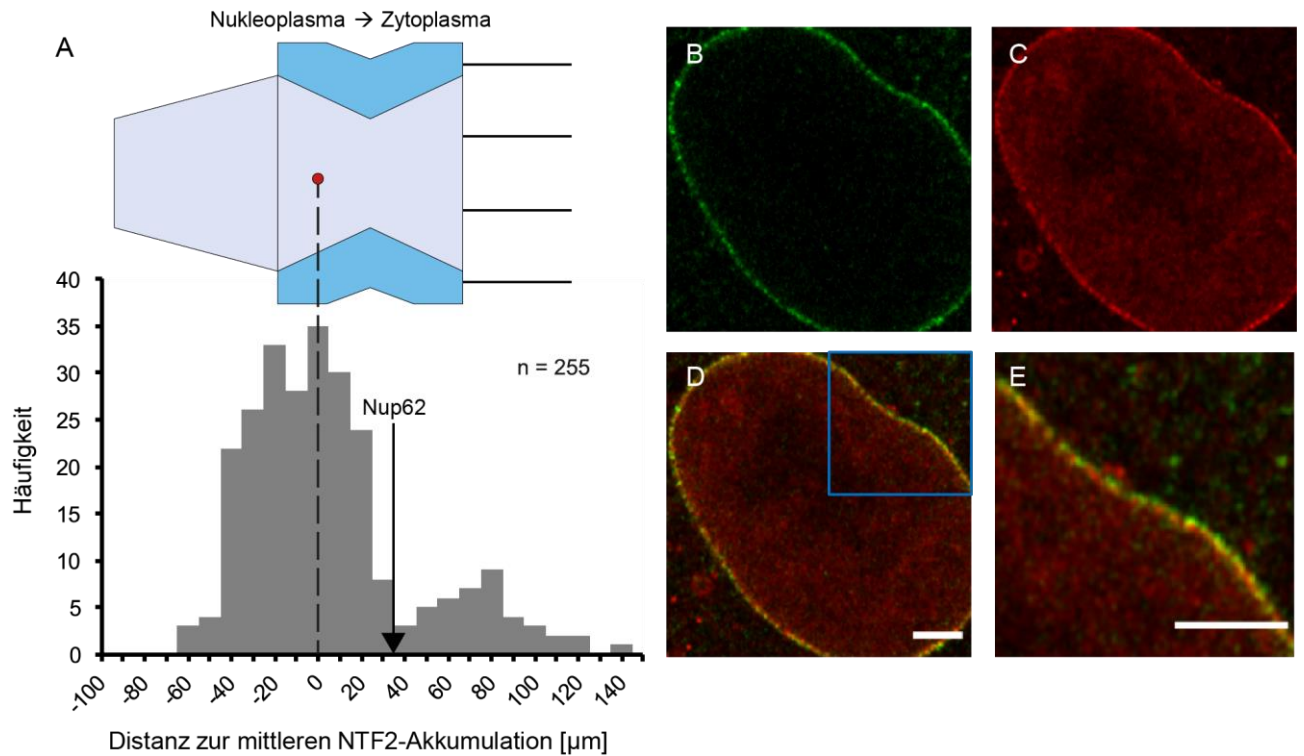 Nukleoplasma → Zytoplasma
A
B
C
D
E
40
35
30
25
20
15
10
5
0
Häufigkeit
n = 255
Nup62
-100
-80
-60
-40
-20
0
20
40
60
80
100
120
140
Distanz zur mittleren NTF2-Akkumulation [µm]